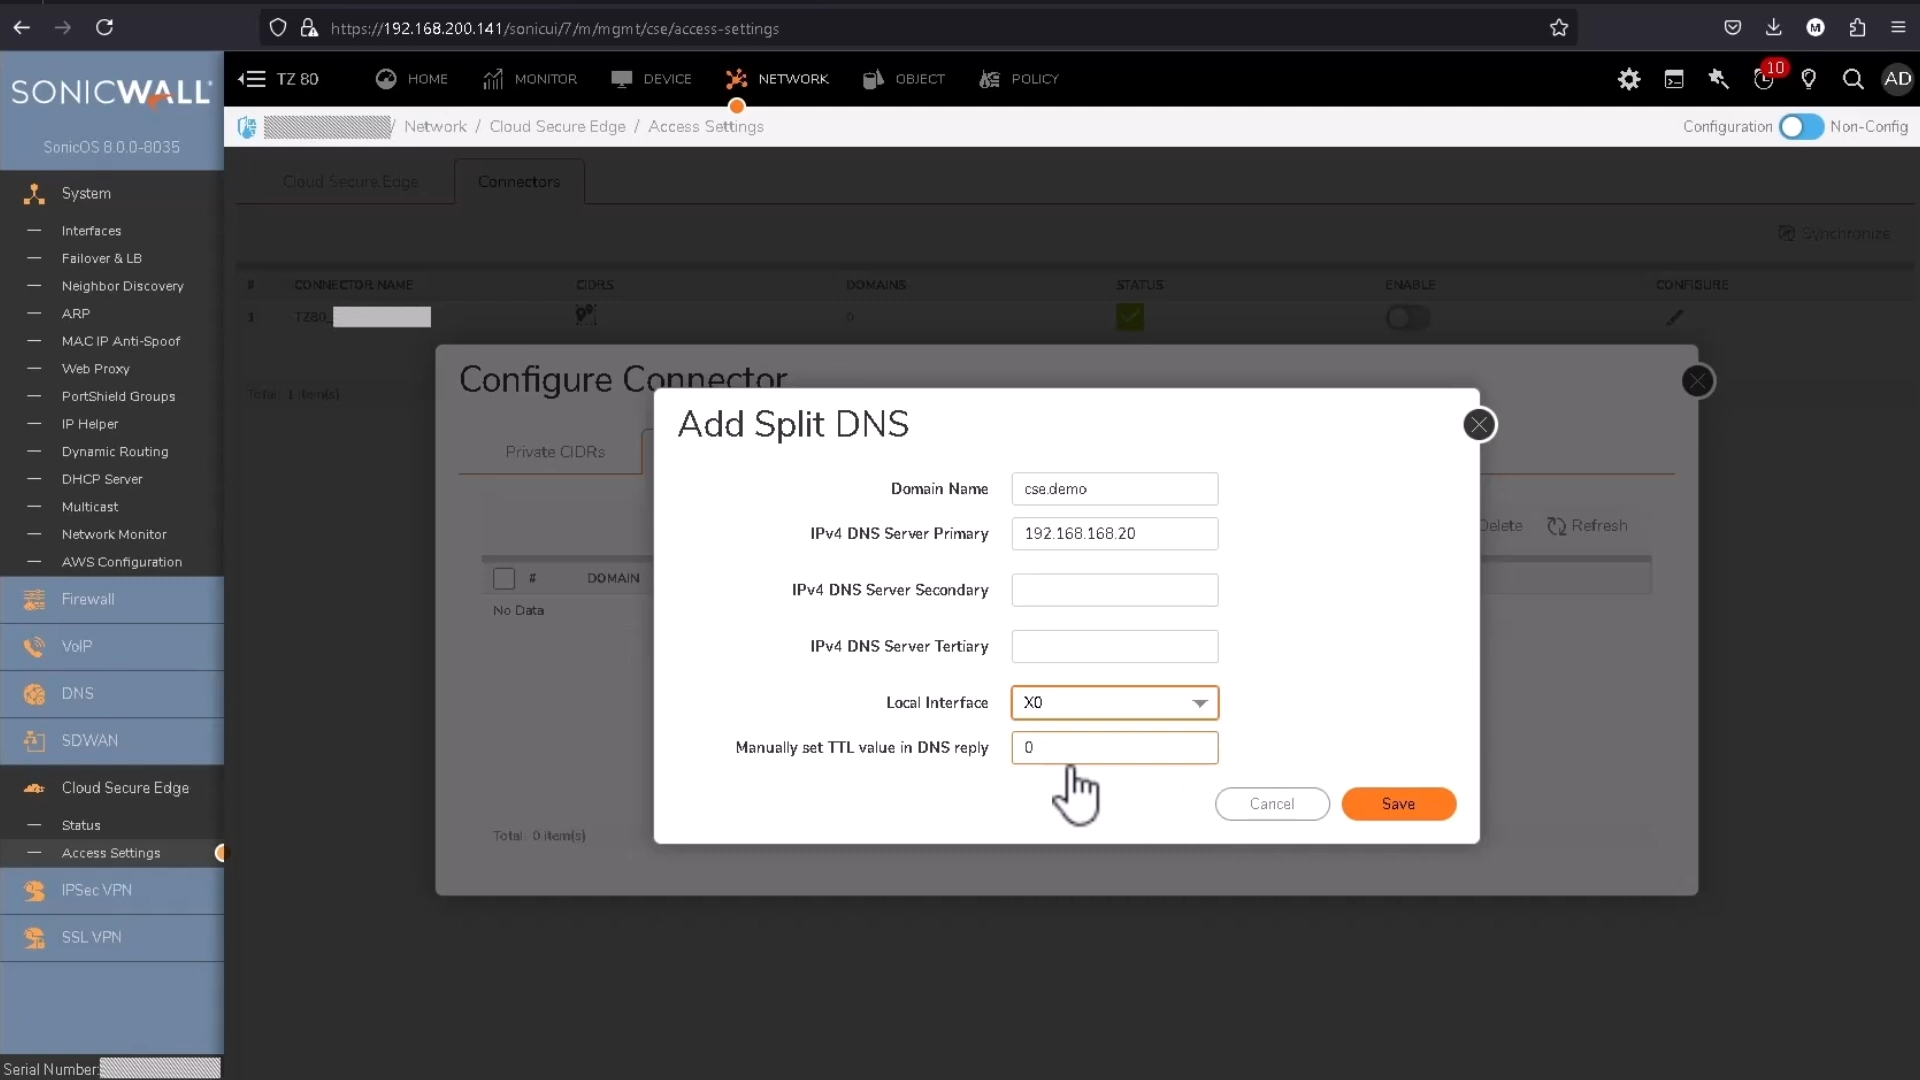 https://192.168.200.141/sonicui/7/m/mgmt/cse/access-settings
M
SONICWALL
SonicOS 8.0.0-8035
TZ 80
HOME
MONITOR
DEVICE
NETWORK
OBJECT
POLICY
10
AD
/ Network / Cloud Secure Edge / Access Settings
Configuration
Non-Config
System
Interfaces
Failover & LB
Neighbor Discovery
ARP
MAC IP Anti-Spoof
Web Proxy
PortShield Groups
IP Helper
Dynamic Routing
DHCP Server
Multicast
Network Monitor
AWS Configuration
Firewall
VoIP
DNS
SDWAN
Cloud Secure Edge
Status
Access Settings
IPSec VPN
SSL VPN
Serial Number:
Cloud Secure Edge
Connectors
Synchronize
# CONNECTOR NAME CIDRS DOMAINS STATUS ENABLE CONFIGURE
1 TZ80_ 0
Total: 1 item(s)
Configure Connector
Private CIDRs
Delete
Refresh
# DOMAIN
No Data
Total: 0 item(s)
Add Split DNS
Domain Name cse.demo
IPv4 DNS Server Primary 192.168.168.20
IPv4 DNS Server Secondary
IPv4 DNS Server Tertiary
Local Interface X0
Manually set TTL value in DNS reply 0
Cancel
Save